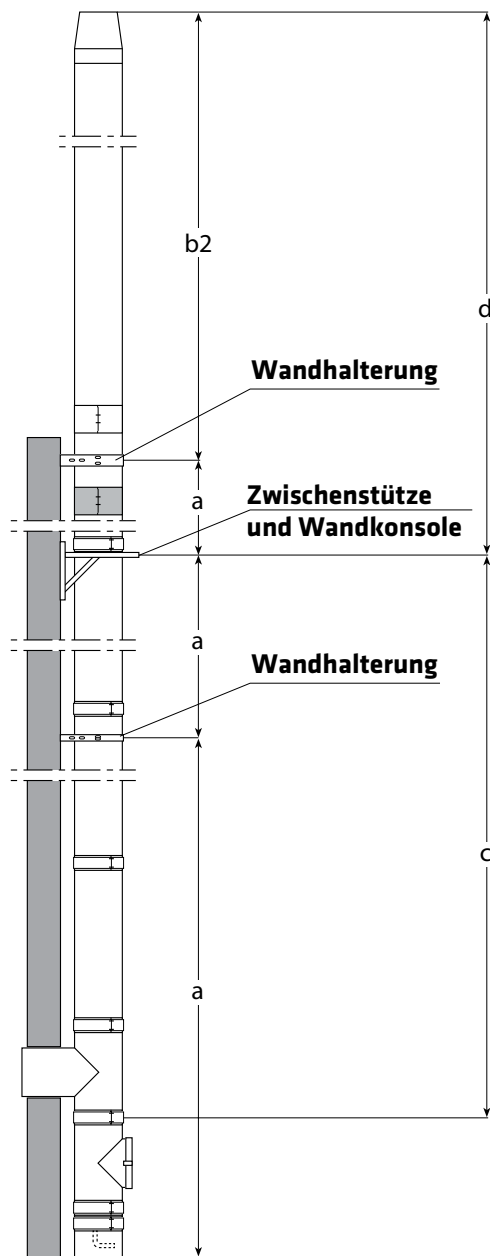 b2
d
Wandhalterung
a
Zwischenstütze
und Wandkonsole
a
Wandhalterung
c
a